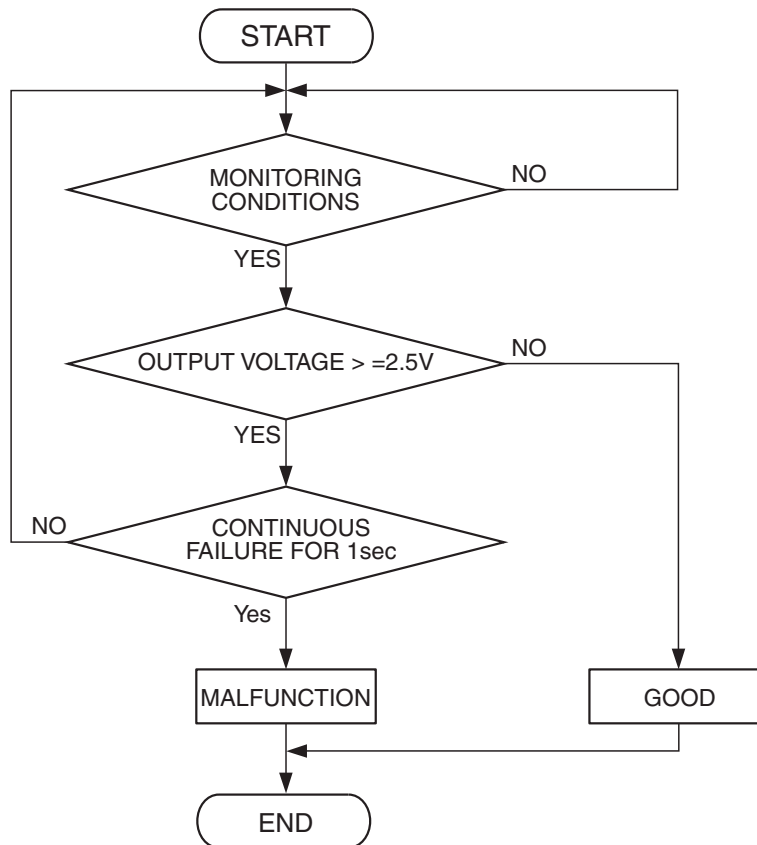 START
MONITORING
CONDITIONS
NO
YES
OUTPUT VOLTAGE > =2.5V
NO
YES
CONTINUOUS
FAILURE FOR 1sec
NO
Yes
MALFUNCTION
GOOD
END